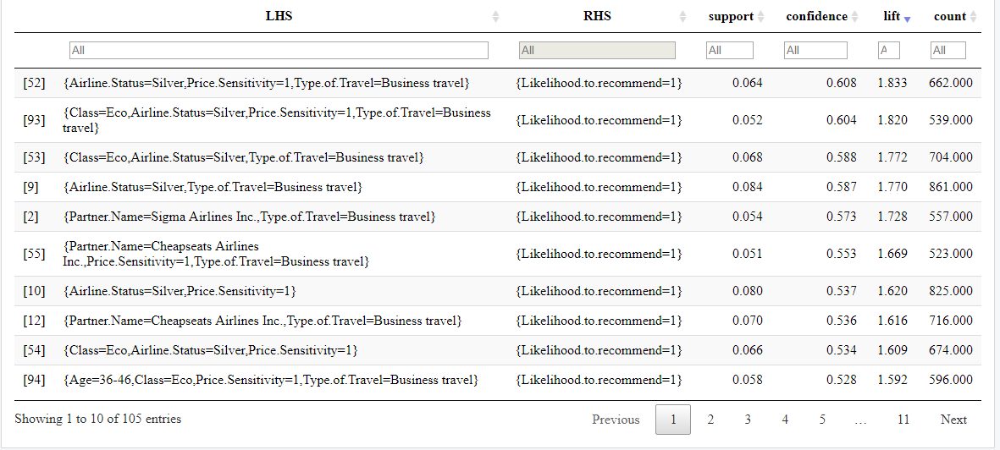 LHS RHS support confidence lift count
All All All All A All
[52] {Airline.Status=Silver,Price.Sensitivity=1,Type.of.Travel=Business travel} {Likelihood.to.recommend=1} 0.064 0.608 1.833 662.000
[93] {Class=Eco,Airline.Status=Silver,Price.Sensitivity=1,Type.of.Travel=Business
travel} {Likelihood.to.recommend=1} 0.052 0.604 1.820 539.000
[53] {Class=Eco,Airline.Status=Silver,Type.of.Travel=Business travel} {Likelihood.to.recommend=1} 0.068 0.588 1.772 704.000
[9] {Airline.Status=Silver,Type.of.Travel=Business travel} {Likelihood.to.recommend=1} 0.084 0.587 1.770 861.000
[2] {Partner.Name=Sigma Airlines Inc.,Type.of.Travel=Business travel} {Likelihood.to.recommend=1} 0.054 0.573 1.728 557.000
[55] {Partner.Name=Cheapseats Airlines
Inc.,Price.Sensitivity=1,Type.of.Travel=Business travel} {Likelihood.to.recommend=1} 0.051 0.553 1.669 523.000
[10] {Airline.Status=Silver,Price.Sensitivity=1} {Likelihood.to.recommend=1} 0.080 0.537 1.620 825.000
[12] {Partner.Name=Cheapseats Airlines Inc.,Type.of.Travel=Business travel} {Likelihood.to.recommend=1} 0.070 0.536 1.616 716.000
[54] {Class=Eco,Airline.Status=Silver,Price.Sensitivity=1} {Likelihood.to.recommend=1} 0.066 0.534 1.609 674.000
[94] {Age=36-46,Class=Eco,Price.Sensitivity=1,Type.of.Travel=Business travel} {Likelihood.to.recommend=1} 0.058 0.528 1.592 596.000
Showing 1 to 10 of 105 entries Previous 1 2 3 4 5 … 11 Next